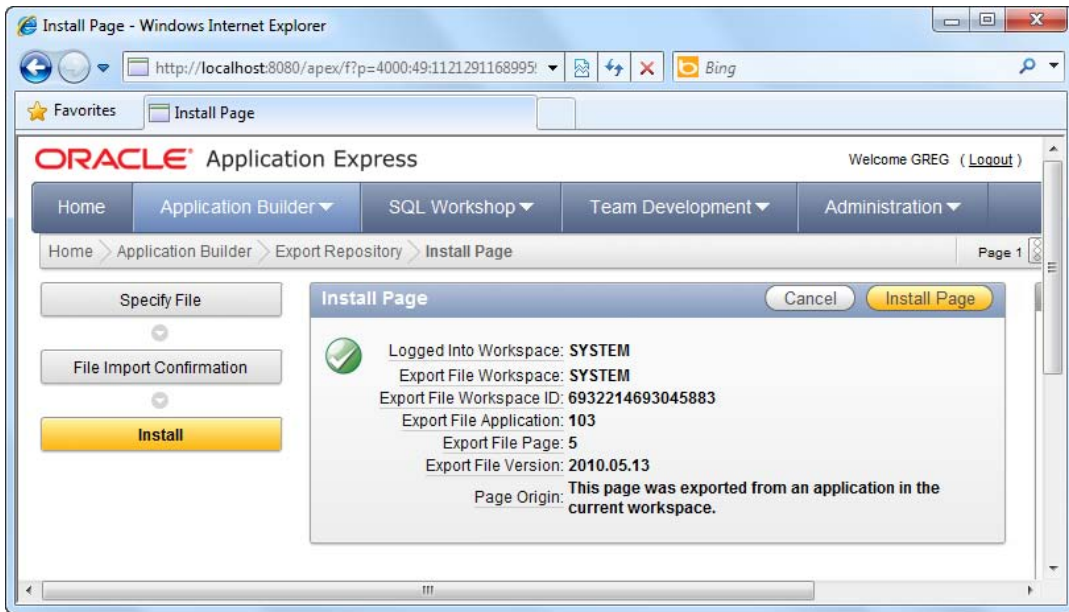 Install Page - Windows Internet Explorer
http://localhost:8080/apex/f?p=4000:49:1121291168995
Bing
Favorites
Install Page
ORACLE Application Express
Welcome GREG ( Logout )
Home
Application Builder
SQL Workshop
Team Development
Administration
Home > Application Builder > Export Repository > Install Page
Page 1
Specify File
File Import Confirmation
Install
Install Page
Cancel
Install Page
Logged Into Workspace: SYSTEM
Export File Workspace: SYSTEM
Export File Workspace ID: 6932214693045883
Export File Application: 103
Export File Page: 5
Export File Version: 2010.05.13
Page Origin: This page was exported from an application in the
current workspace.